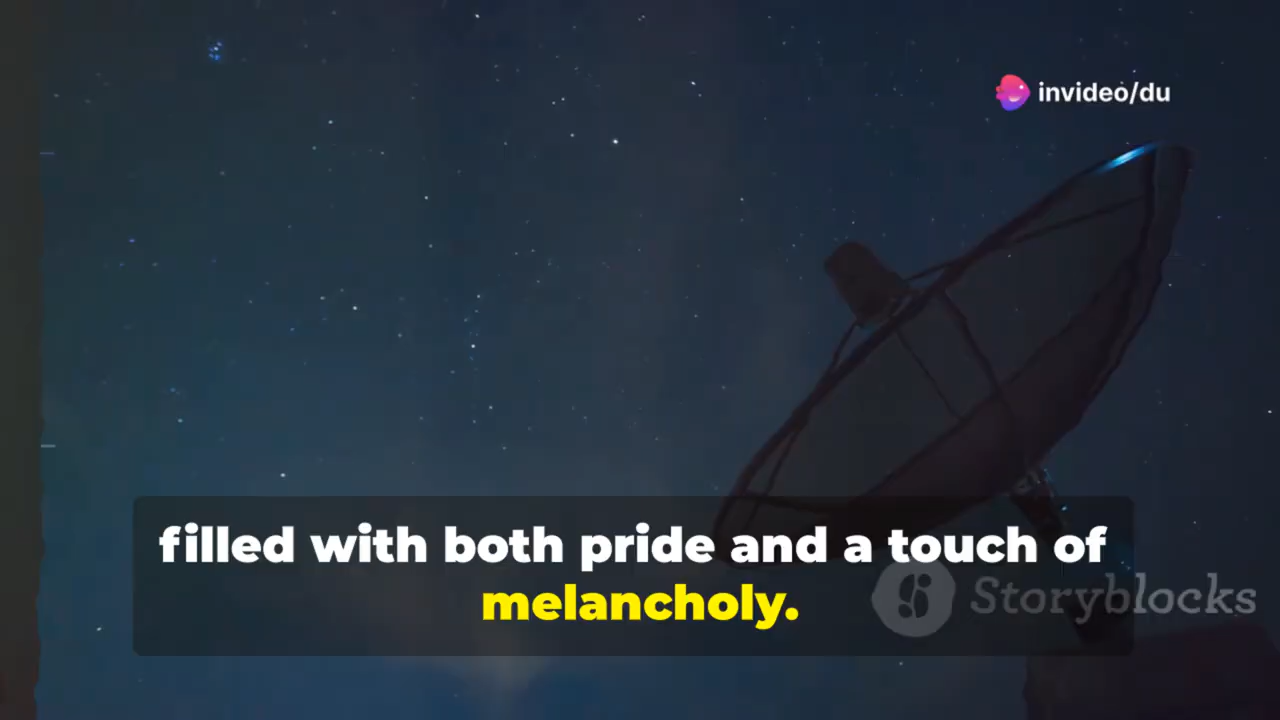 invideo/du
filled with both pride and a touch of
melancholy.
Storyblocks